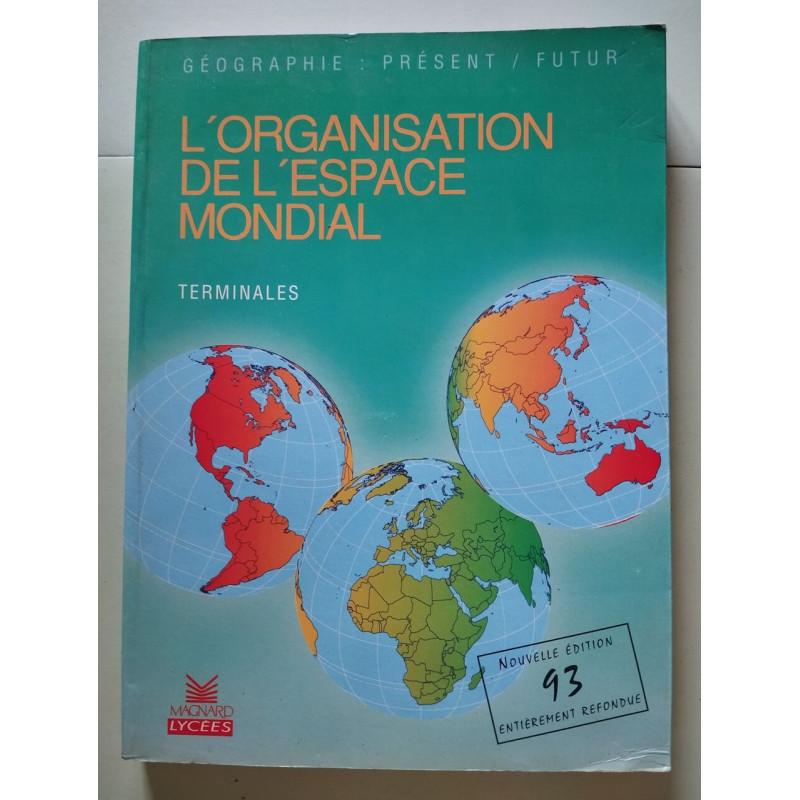 GÉOGRAPHIE : PRÉSENT / FUTUR
L'ORGANISATION
DE L'ESPACE
MONDIAL
TERMINALES
NOUVELLE ÉDITION
93
ENTIÈREMENT REFONDUE
MAGNARD
LYCÉES